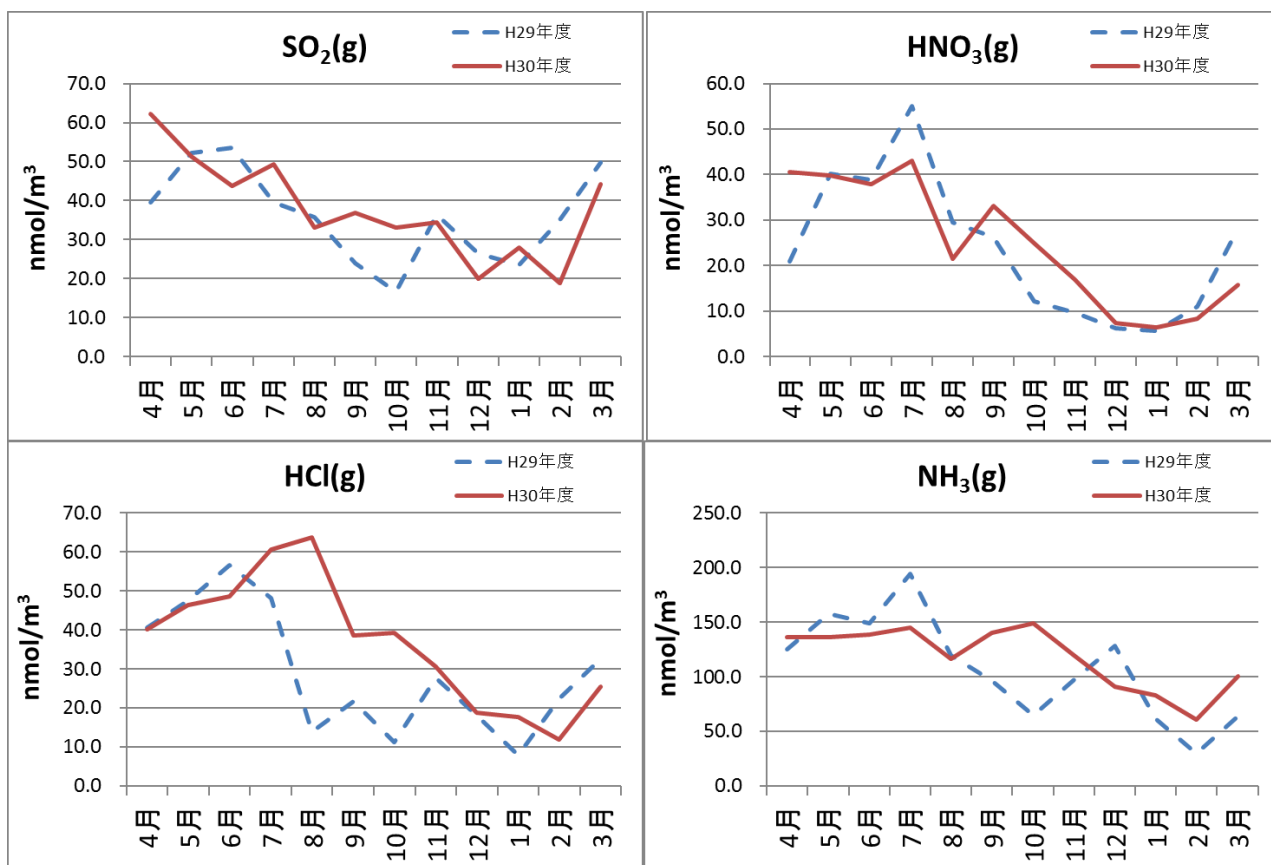 SO₂(g)
H29年度
H30年度
nmol/m³
70.0
60.0
50.0
40.0
30.0
20.0
10.0
0.0
4月
5月
6月
7月
8月
9月
10月
11月
12月
1月
2月
3月
HNO₃(g)
H29年度
H30年度
nmol/m³
60.0
50.0
40.0
30.0
20.0
10.0
0.0
4月
5月
6月
7月
8月
9月
10月
11月
12月
1月
2月
3月
HCl(g)
H29年度
H30年度
nmol/m³
70.0
60.0
50.0
40.0
30.0
20.0
10.0
0.0
4月
5月
6月
7月
8月
9月
10月
11月
12月
1月
2月
3月
NH₃(g)
H29年度
H30年度
nmol/m³
250.0
200.0
150.0
100.0
50.0
0.0
4月
5月
6月
7月
8月
9月
10月
11月
12月
1月
2月
3月